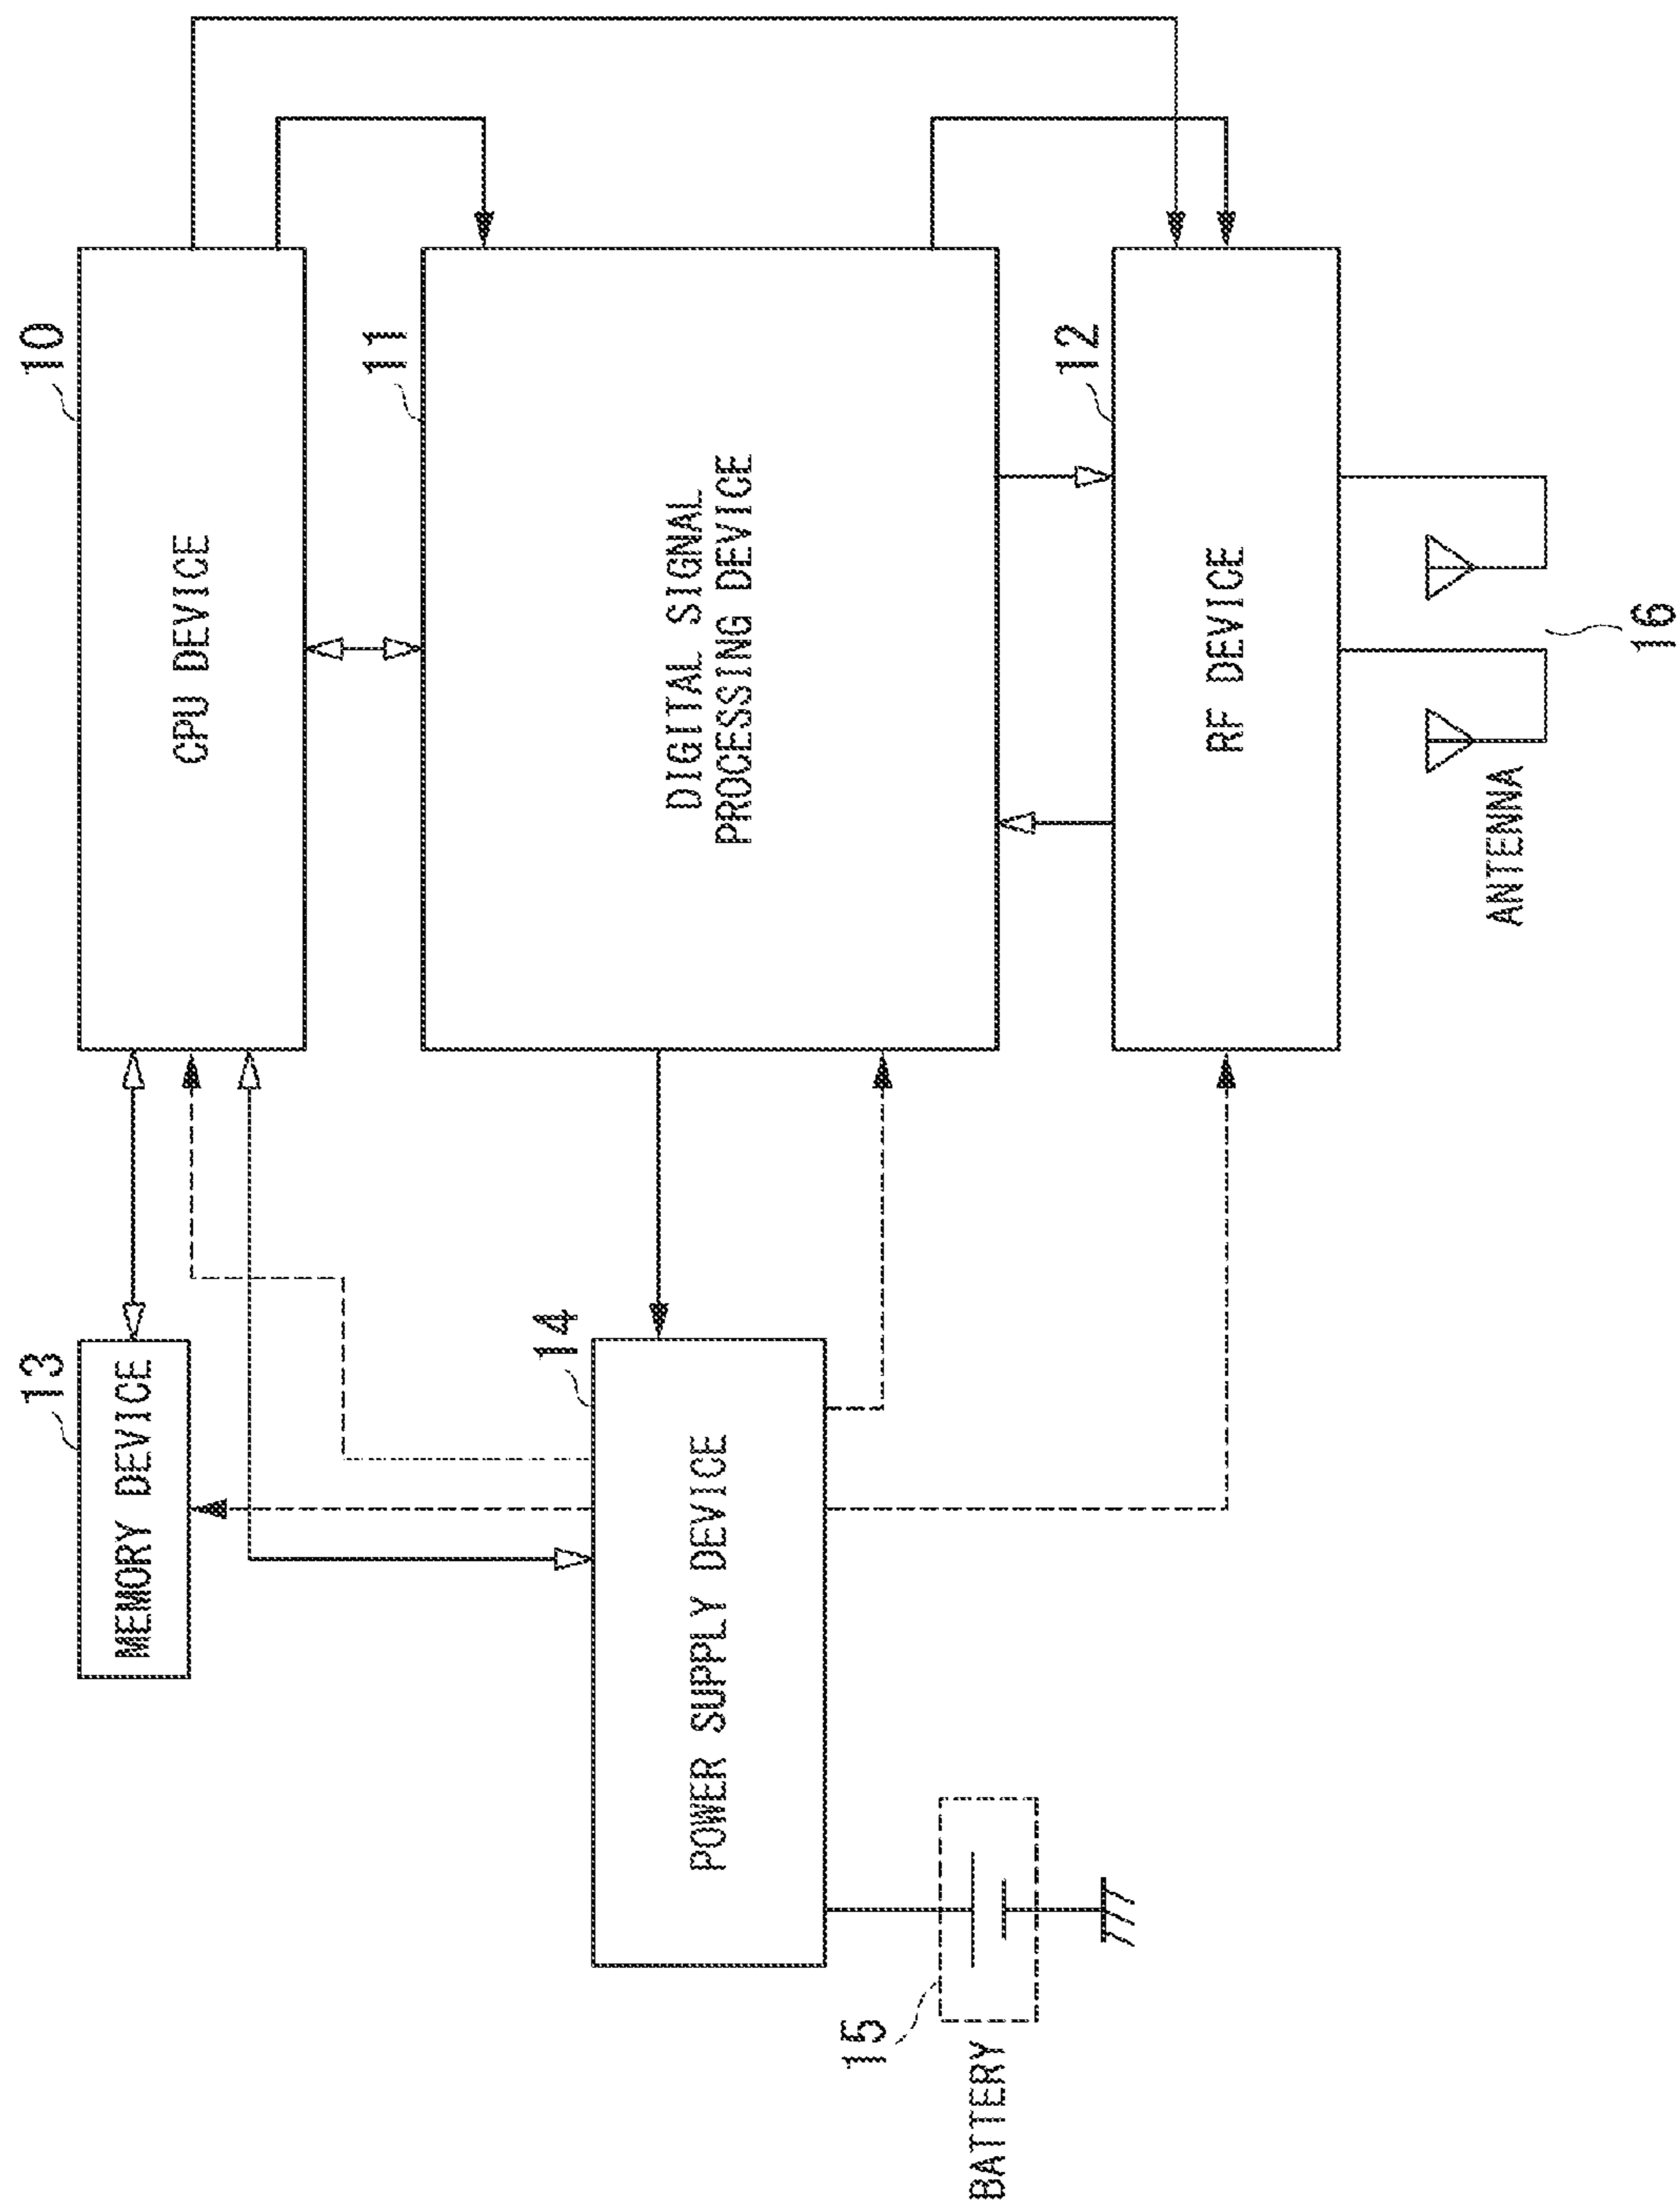 10
CPU DEVICE
11
DIGITAL SIGNAL
PROCESSING DEVICE
12
RF DEVICE
16
ANTENNA
13
MEMORY DEVICE
14
POWER SUPPLY DEVICE
15
BATTERY